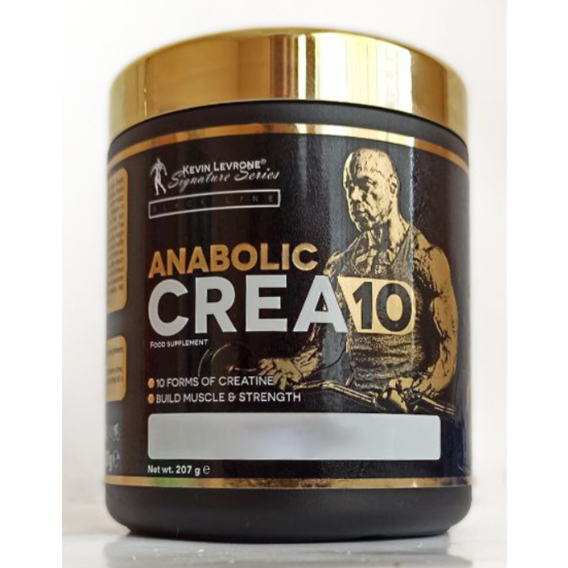 KEVIN LEVRONE®
Signature Series
BLACK LINE
ANABOLIC
CREA10
FOOD SUPPLEMENT
10 FORMS OF CREATINE
BUILD MUSCLE & STRENGTH
Net wt. 207 g e